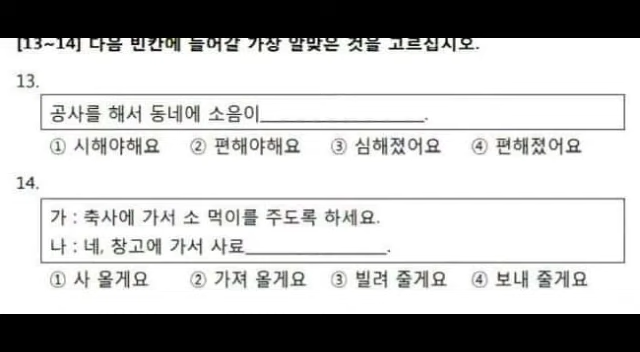 [13~14] 다음 빈칸에 들어갈 가장 알맞은 것을 고르십시오.
13.
공사를 해서 동네에 소음이___________________.
① 시해야해요 ② 편해야해요 ③ 심해졌어요 ④ 편해졌어요
14.
가 : 축사에 가서 소 먹이를 주도록 하세요.
나 : 네, 창고에 가서 사료________________.
① 사 올게요 ② 가져 올게요 ③ 빌려 줄게요 ④ 보내 줄게요